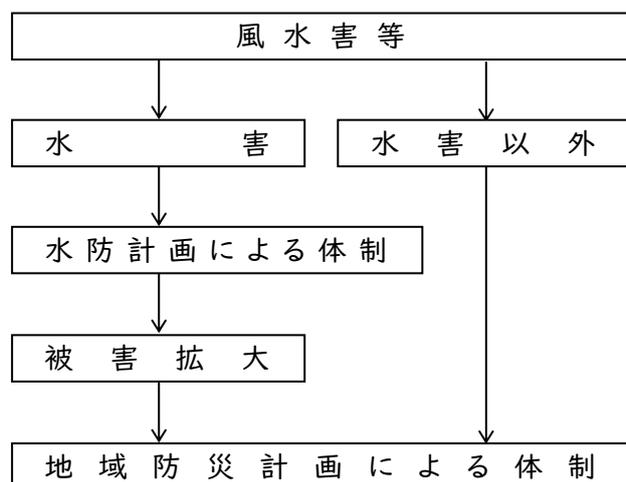 風水害等
水害
水害以外
水防計画による体制
被害拡大
地域防災計画による体制